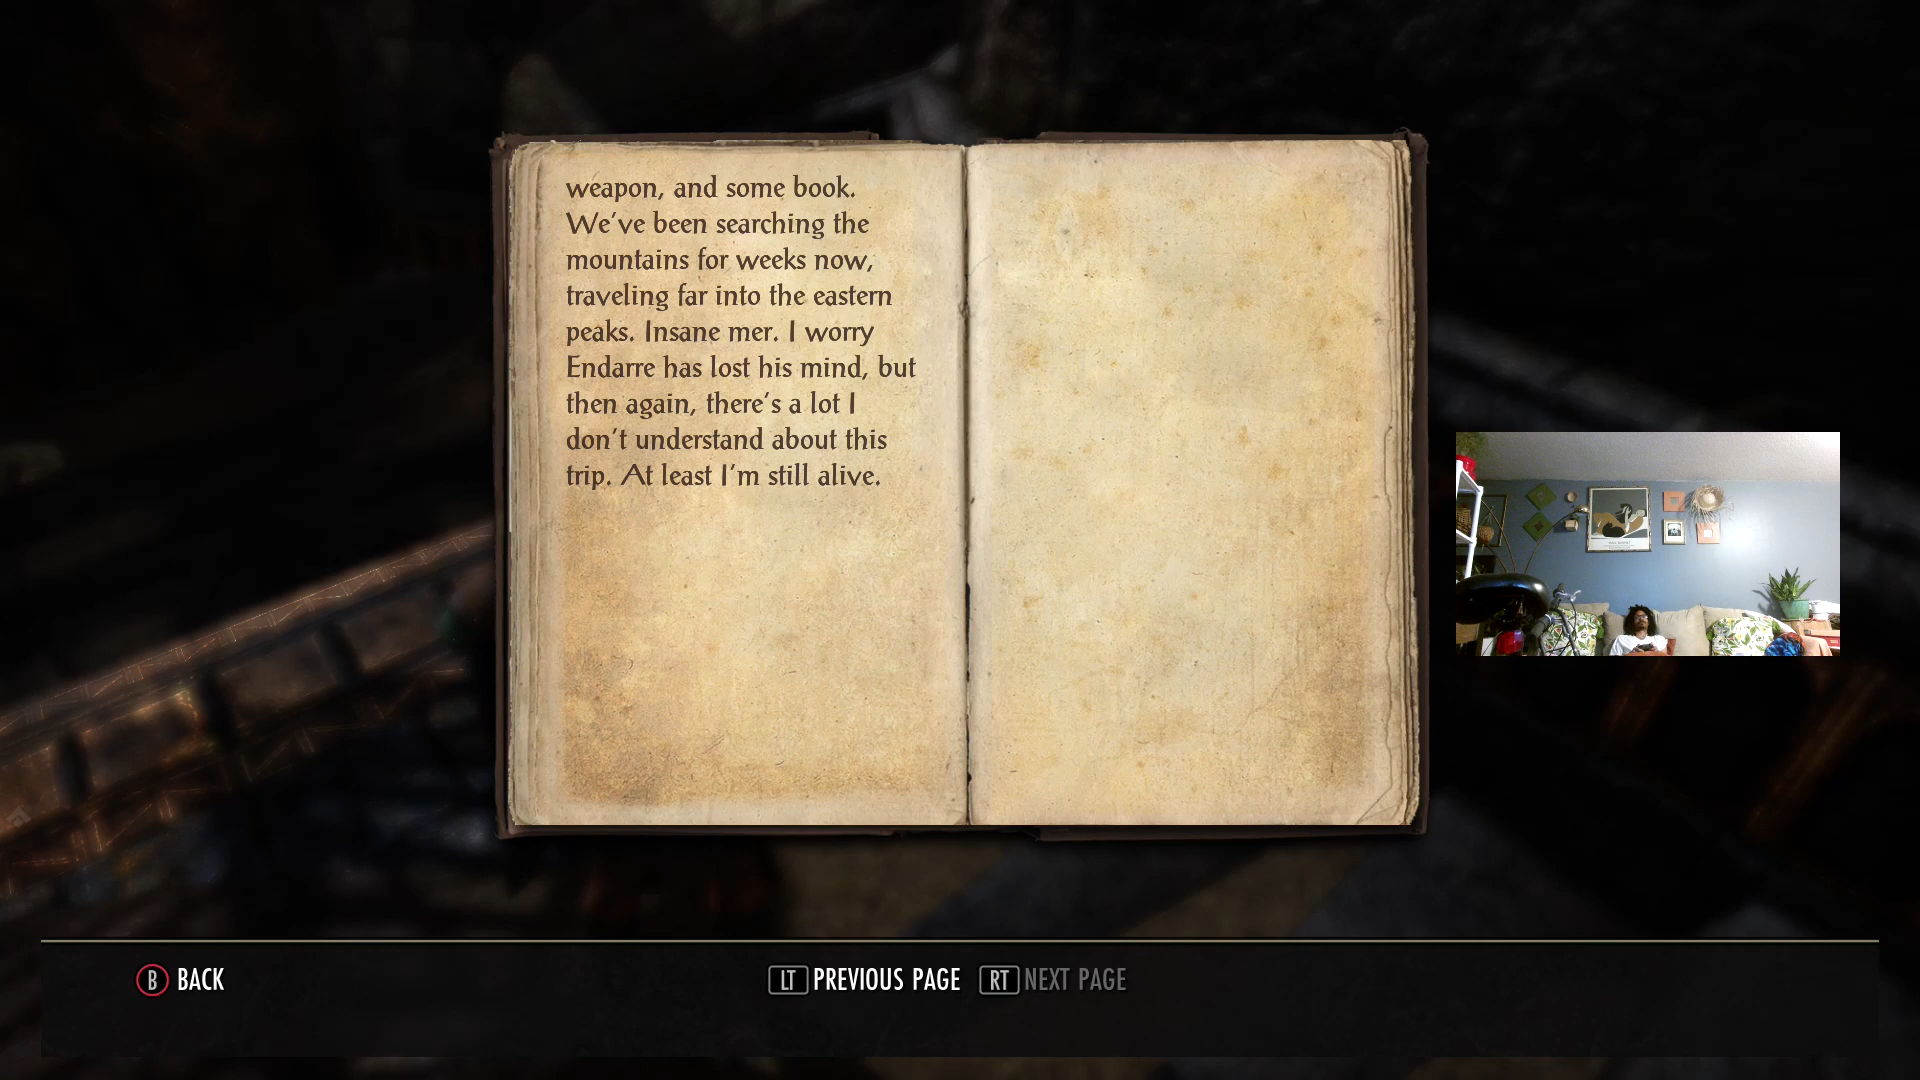 weapon, and some book.
We've been searching the
mountains for weeks now,
traveling far into the eastern
peaks. Insane mer. I worry
Endarre has lost his mind, but
then again, there's a lot I
don't understand about this
trip. At least I'm still alive.
B BACK
LT PREVIOUS PAGE RT NEXT PAGE